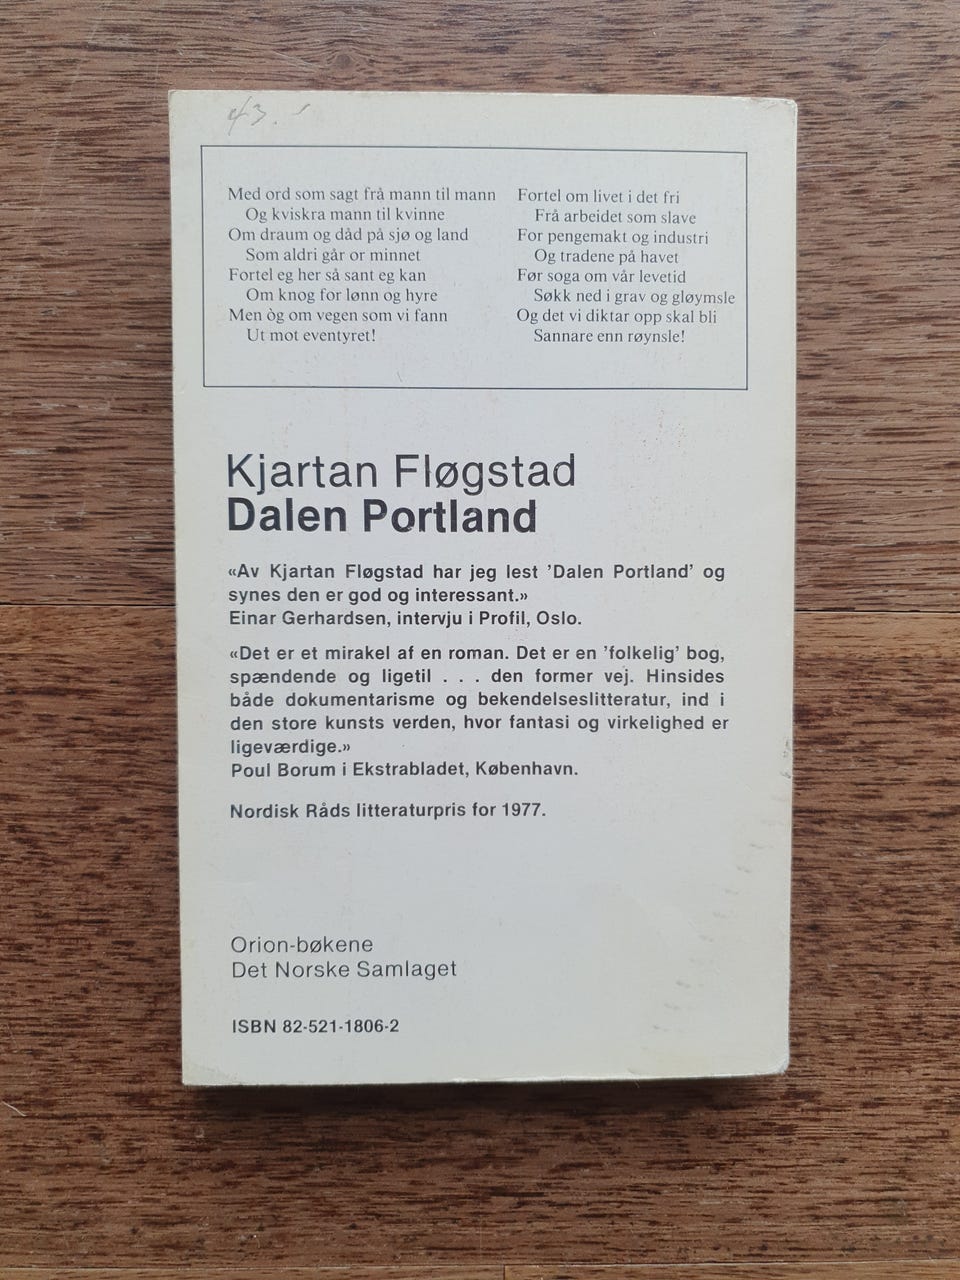 43.
Med ord som sagt frå mann til mann
Og kviskra mann til kvinne
Om draum og dåd på sjø og land
Som aldri går or minnet
Fortel eg her så sant eg kan
Om knog for lønn og hyre
Men òg om vegen som vi fann
Ut mot eventyret!
Fortel om livet i det fri
Frå arbeidet som slave
For pengemakt og industri
Og tradene på havet
Før soga om vår levetid
Søkk ned i grav og gløymsle
Og det vi diktar opp skal bli
Sannare enn røynsle!
Kjartan Fløgstad
Dalen Portland
«Av Kjartan Fløgstad har jeg lest ’Dalen Portland’ og
synes den er god og interessant.»
Einar Gerhardsen, intervju i Profil, Oslo.
«Det er et mirakel af en roman. Det er en ’folkelig’ bog,
spændende og ligetil . . . den former vej. Hinsides
både dokumentarisme og bekendelseslitteratur, ind i
den store kunsts verden, hvor fantasi og virkelighed er
ligeværdige.»
Poul Borum i Ekstrabladet, København.
Nordisk Råds litteraturpris for 1977.
Orion-bøkene
Det Norske Samlaget
ISBN 82-521-1806-2